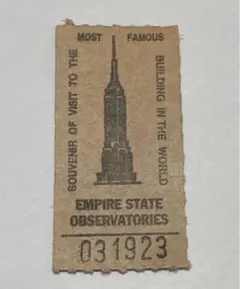 SOUVENIR OF VISIT TO THE
MOST FAMOUS
BUILDING IN THE WORLD
EMPIRE STATE
OBSERVATORIES
031923